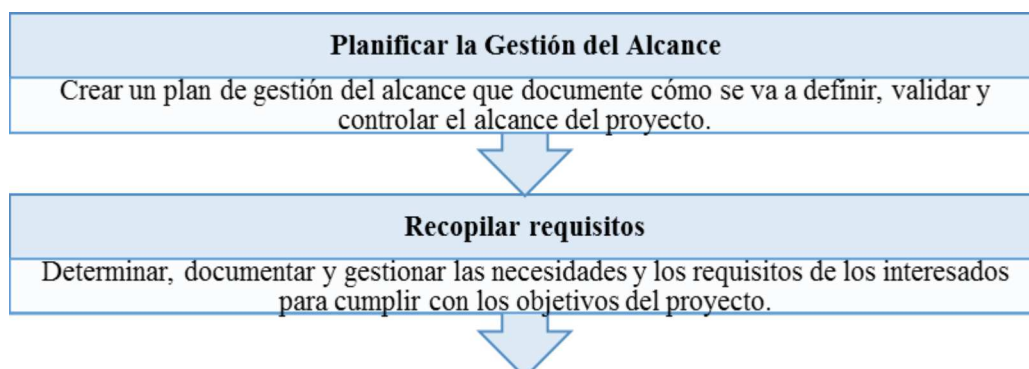 Planificar la Gestión del Alcance
Crear un plan de gestión del alcance que documente cómo se va a definir, validar y
controlar el alcance del proyecto.
Recopilar requisitos
Determinar, documentar y gestionar las necesidades y los requisitos de los interesados
para cumplir con los objetivos del proyecto.